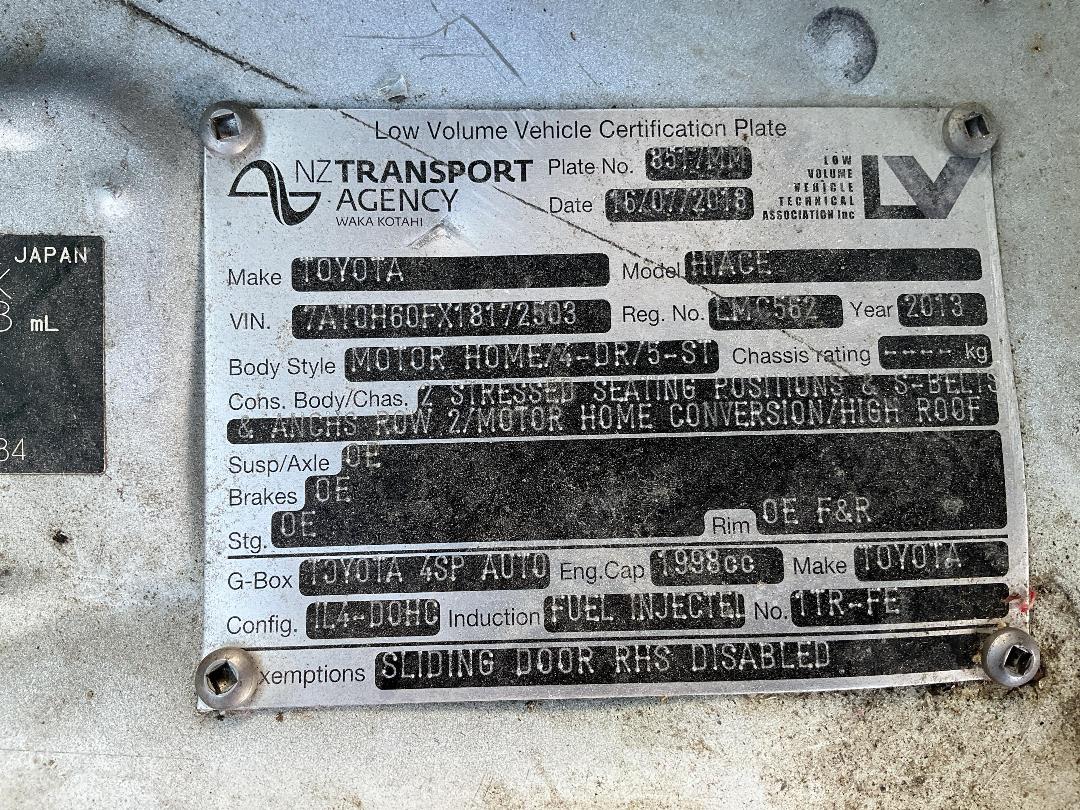 JAPAN
mL
84
Low Volume Vehicle Certification Plate
NZTRANSPORT
AGENCY
WAKA KOTAHI
Plate No. 8517MM
Date 16/07/2018
LOW
VOLUME
VEHICLE
TECHNICAL
ASSOCIATION Inc
LV
Make TOYOTA Model HIACE
VIN. 7AT0H60FX18172503 Reg. No. LMC562 Year 2013
Body Style MOTOR HOME/4-DR/5-ST Chassis rating ---- kg
Cons. Body/Chas. 2 STRESSED SEATING POSITIONS & S-BELTS
& ANCHS ROW 2/MOTOR HOME CONVERSION/HIGH ROOF
Susp/Axle OE
Brakes OE
Stg. OE Rim OE F&R
G-Box TOYOTA 4SP AUTO Eng.Cap 1998cc Make TOYOTA
Config. IL4-DOHC Induction FUEL INJECTED No. 1TR-FE
xemptions SLIDING DOOR RHS DISABLED